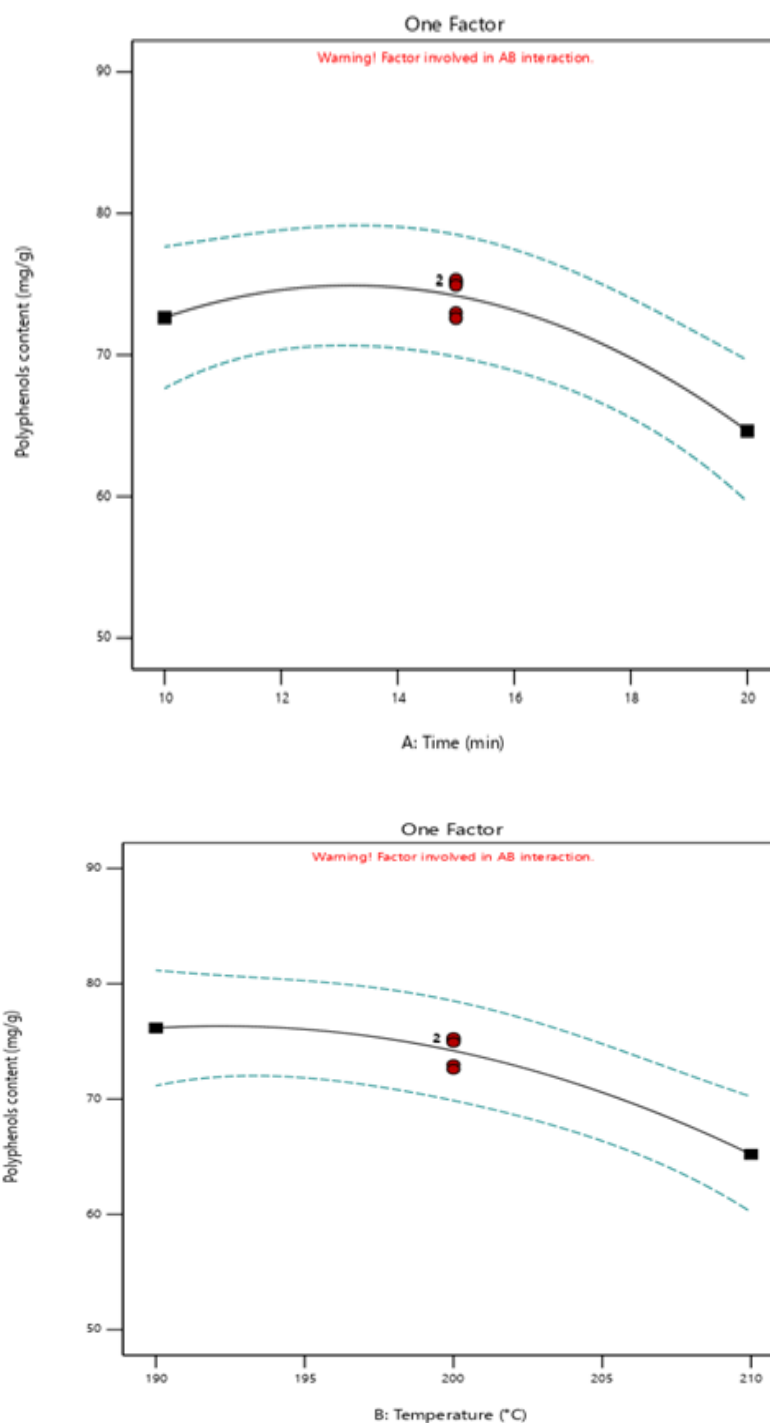 One Factor
Warning! Factor involved in AB interaction.
90
80
70
60
50
Polyphenols content (mg/g)
2
10 12 14 16 18 20
A: Time (min)
One Factor
Warning! Factor involved in AB interaction.
90
80
70
60
50
Polyphenols content (mg/g)
2
190 195 200 205 210
B: Temperature (°C)